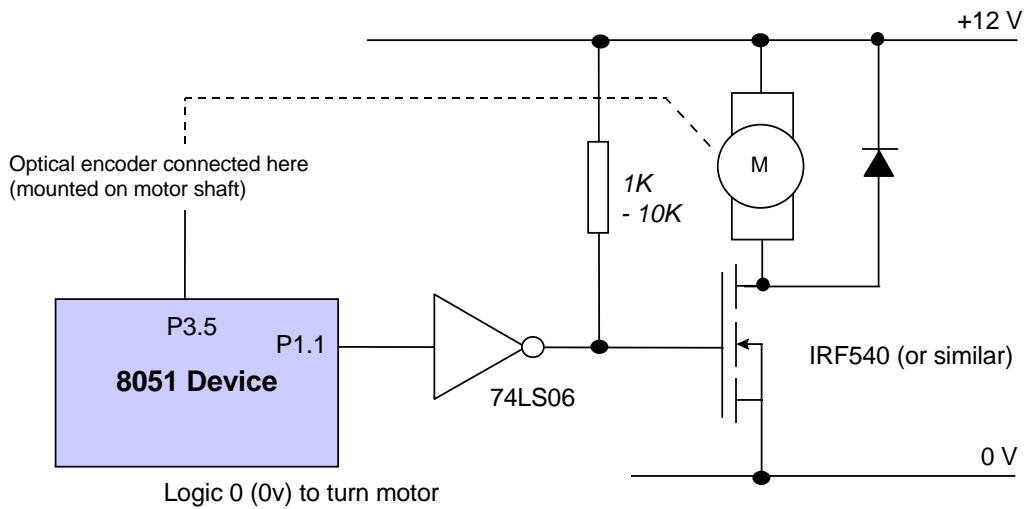 +12 V
Optical encoder connected here
(mounted on motor shaft)
1K
- 10K
M
P3.5
P1.1
8051 Device
74LS06
IRF540 (or similar)
0 V
Logic 0 (0v) to turn motor